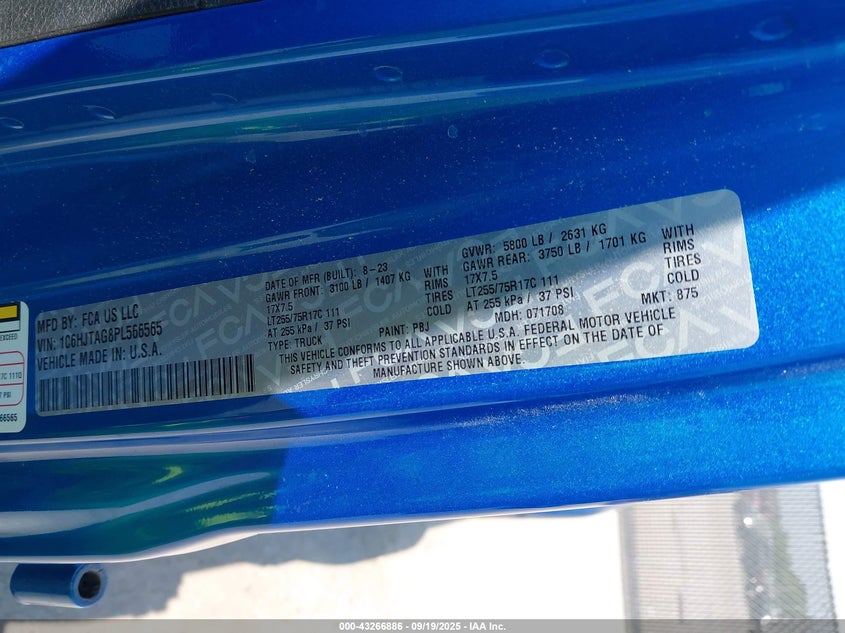 MFD BY: FCA US LLC
VIN: 1C6HJTAG8PL566565
VEHICLE MADE IN U.S.A.
DATE OF MFR (BUILT): 8-23
GAWR FRONT: 3100 LB / 1407 KG WITH
17X7.5 RIMS
LT255/75R17C 111 TIRES
AT 255 kPa / 37 PSI COLD
TYPE: TRUCK
PAINT: PBJ
GVWR: 5800 LB / 2631 KG
GAWR REAR: 3750 LB / 1701 KG WITH
17X7.5 RIMS
LT255/75R17C 111 TIRES
AT 255 kPa / 37 PSI COLD
MDH: 071708
MKT: 875
THIS VEHICLE CONFORMS TO ALL APPLICABLE U.S.A. FEDERAL MOTOR VEHICLE
SAFETY AND THEFT PREVENTION STANDARDS IN EFFECT ON THE DATE OF
MANUFACTURE SHOWN ABOVE.
17C 111Q
PSI
66565
000-43266886 - 09/19/2025 - IAA Inc.